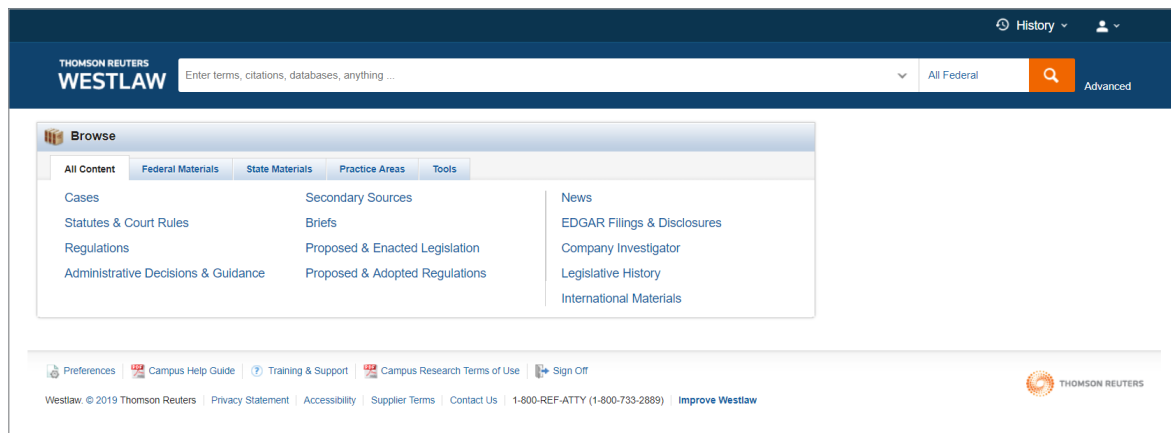 History
THOMSON REUTERS
WESTLAW
Enter terms, citations, databases, anything ...
All Federal
Advanced
Browse
All Content Federal Materials State Materials Practice Areas Tools
Cases Secondary Sources News
Statutes & Court Rules Briefs EDGAR Filings & Disclosures
Regulations Proposed & Enacted Legislation Company Investigator
Administrative Decisions & Guidance Proposed & Adopted Regulations Legislative History
International Materials
Preferences PDF Campus Help Guide ? Training & Support PDF Campus Research Terms of Use Sign Off
THOMSON REUTERS
Westlaw. © 2019 Thomson Reuters Privacy Statement Accessibility Supplier Terms Contact Us 1-800-REF-ATTY (1-800-733-2889) Improve Westlaw